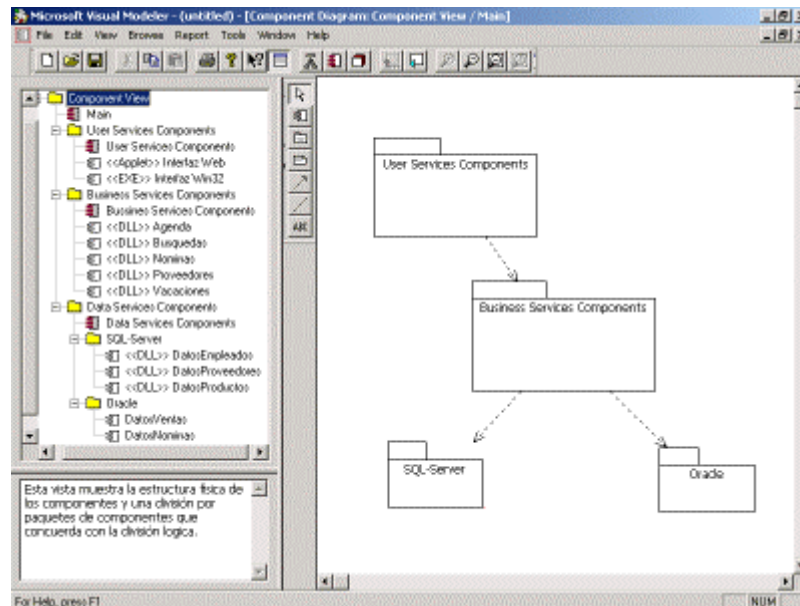 Microsoft Visual Modeler - (untitled) - [Component Diagram: Component View / Main]
File Edit View Browse Report Tools Window Help
Component View
Main
User Services Components
User Services Components
<<Applet>> Interfaz Web
<<EXE>> Interfaz Win32
Business Services Components
Bussines Services Components
<<DLL>> Agenda
<<DLL>> Busquedas
<<DLL>> Nominas
<<DLL>> Proveedores
<<DLL>> Vacaciones
Data Services Components
Data Services Components
SQL-Server
<<DLL>> DatosEmpleados
<<DLL>> DatosProveedores
<<DLL>> DatosProductos
Oracle
DatosVentas
DatosNominas
ABC
User Services Components
Business Services Components
SQL-Server
Oracle
Esta vista muestra la estructura fisica de
los componentes y una división por
paquetes de componentes que
concuerda con la división logica.
For Help, press F1
NUM